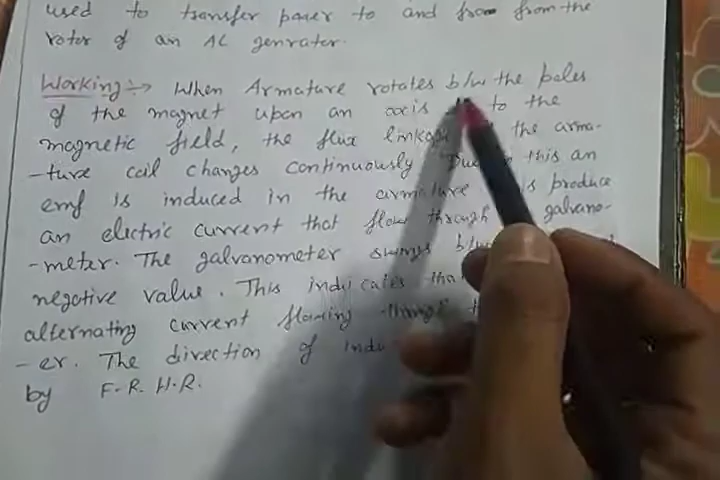 used to transfer power to and from from the
rotor of an AC genrator.
Working :-> When Armature rotates b/w the poles
of the magnet upon an axis to the
magnetic field, the flux linkage the arma-
-ture coil changes continuously this an
emf is induced in the armature produce
an electric current that flow through galvano-
-meter. The galvanometer swings b/w
negative value. This indicates
alternating current flowing through
-er. The direction of
by F.R.H.R.